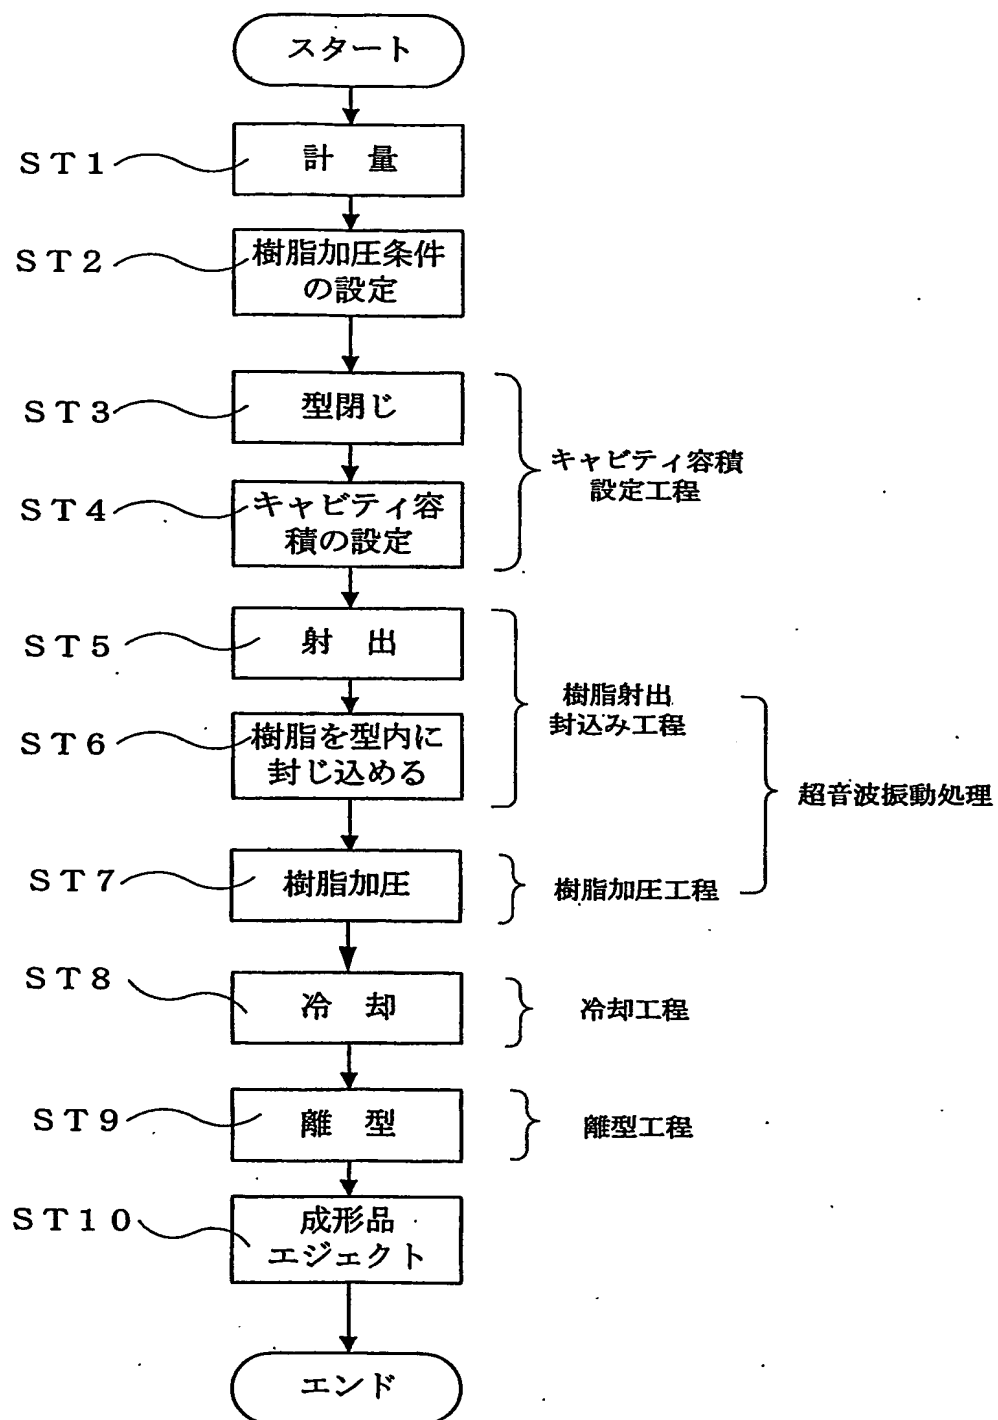 スタート
ST1
計 量
ST2
樹脂加圧条件
の設定
ST3
型閉じ
ST4
キャビティ容
積の設定
キャビティ容積
設定工程
ST5
射 出
ST6
樹脂を型内に
封じ込める
樹脂射出
封込み工程
超音波振動処理
ST7
樹脂加圧
樹脂加圧工程
ST8
冷 却
冷却工程
ST9
離 型
離型工程
ST10
成形品
エジェクト
エンド